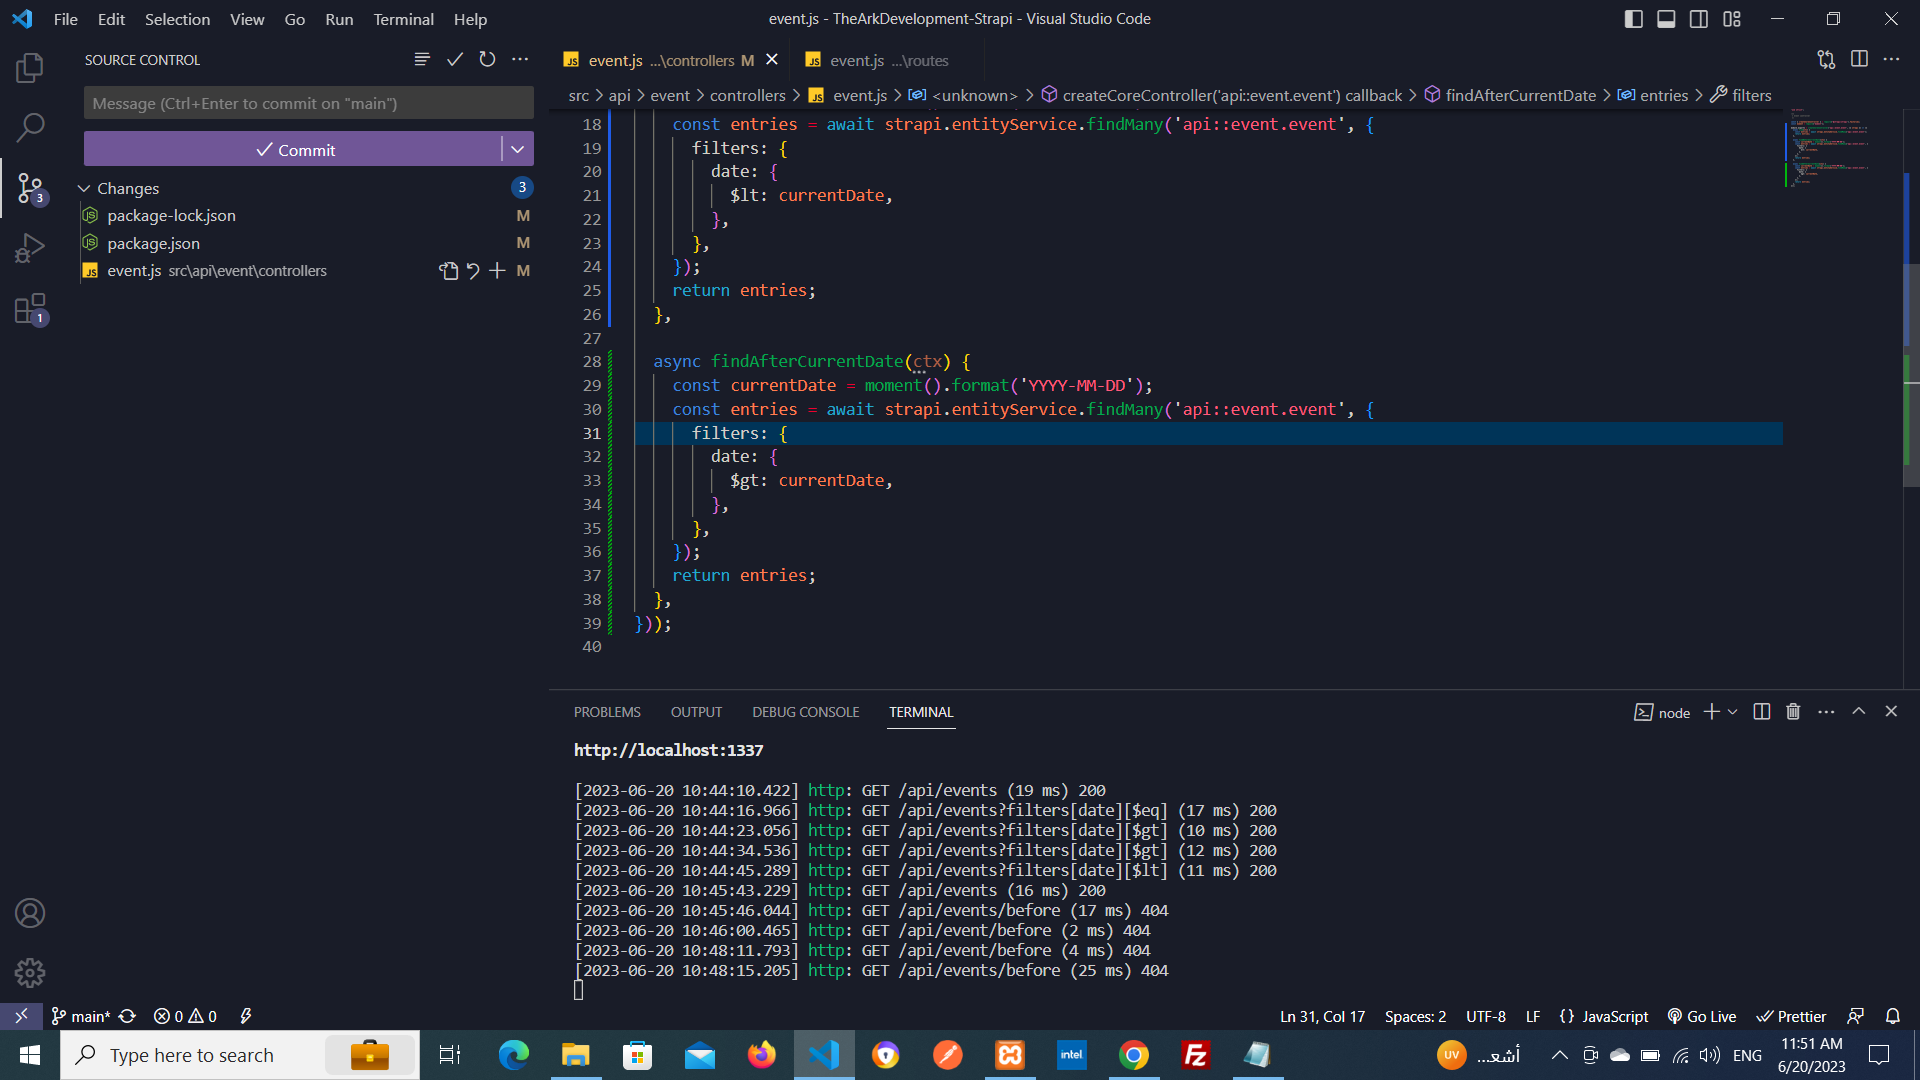 File Edit Selection View Go Run Terminal Help
event.js - TheArkDevelopment-Strapi - Visual Studio Code
SOURCE CONTROL
Message (Ctrl+Enter to commit on "main")
Commit
Changes 3
package-lock.json M
package.json M
event.js src\api\event\controllers M
3
1
event.js ...\controllers M
event.js ...\routes
src > api > event > controllers > event.js > <unknown> > createCoreController('api::event.event') callback > findAfterCurrentDate > entries > filters
18 const entries = await strapi.entityService.findMany('api::event.event', {
19 filters: {
20 date: {
21 $lt: currentDate,
22 },
23 },
24 });
25 return entries;
26 },
27
28 async findAfterCurrentDate(ctx) {
29 const currentDate = moment().format('YYYY-MM-DD');
30 const entries = await strapi.entityService.findMany('api::event.event', {
31 filters: {
32 date: {
33 $gt: currentDate,
34 },
35 },
36 });
37 return entries;
38 },
39 }));
40
PROBLEMS OUTPUT DEBUG CONSOLE TERMINAL
node
http://localhost:1337
[2023-06-20 10:44:10.422] http: GET /api/events (19 ms) 200
[2023-06-20 10:44:16.966] http: GET /api/events?filters[date][$eq] (17 ms) 200
[2023-06-20 10:44:23.056] http: GET /api/events?filters[date][$gt] (10 ms) 200
[2023-06-20 10:44:34.536] http: GET /api/events?filters[date][$gt] (12 ms) 200
[2023-06-20 10:44:45.289] http: GET /api/events?filters[date][$lt] (11 ms) 200
[2023-06-20 10:45:43.229] http: GET /api/events (16 ms) 200
[2023-06-20 10:45:46.044] http: GET /api/events/before (17 ms) 404
[2023-06-20 10:46:00.465] http: GET /api/event/before (2 ms) 404
[2023-06-20 10:48:11.793] http: GET /api/event/before (4 ms) 404
[2023-06-20 10:48:15.205] http: GET /api/events/before (25 ms) 404
main* 0 0
Ln 31, Col 17 Spaces: 2 UTF-8 LF {} JavaScript Go Live Prettier
Type here to search
intel
UV
أشع...
ENG
11:51 AM
6/20/2023